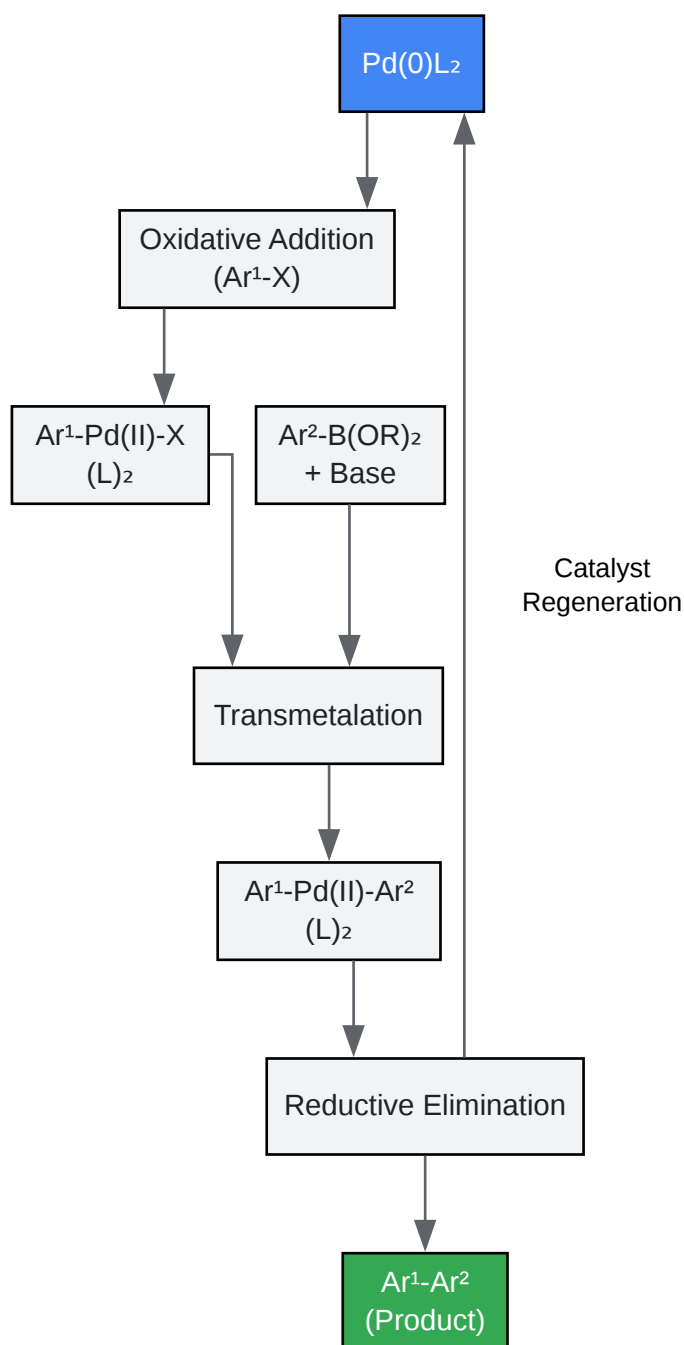 Pd(0)L₂
Oxidative Addition
(Ar¹-X)
Ar¹-Pd(II)-X
(L)₂
Ar²-B(OR)₂
+ Base
Catalyst
Regeneration
Transmetalation
Ar¹-Pd(II)-Ar²
(L)₂
Reductive Elimination
Ar¹-Ar²
(Product)